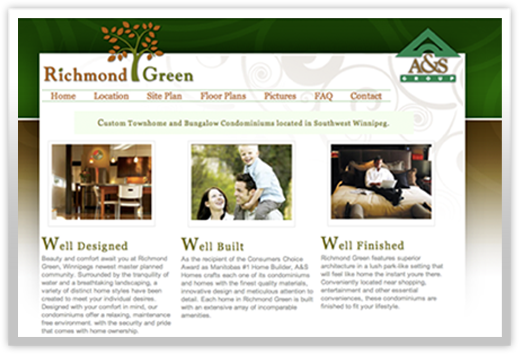 Richmond Green
A&S
GROUP
Home Location Site Plan Floor Plans Pictures FAQ Contact
Custom Townhome and Bungalow Condominiums located in Southwest Winnipeg.
Well Designed
Beauty and comfort await you at Richmond
Green, Winnipegs newest master planned
community. Surrounded by the tranquility of
water and a breathtaking landscaping, a
variety of distinct home styles have been
created to meet your individual desires.
Designed with your comfort in mind, our
condominiums offer a relaxing, maintenance
free environment, with the security and pride
that comes with home ownership.
Well Built
As the recipient of the Consumers Choice
Award as Manitobas #1 Home Builder, A&S
Homes crafts each one of its condominiums
and homes with the finest quality materials,
innovative design and meticulous attention to
detail. Each home in Richmond Green is built
with an extensive array of incomparable
amenities.
Well Finished
Richmond Green features superior
architecture in a lush park-like setting that
will feel like home the instant youre there.
Conveniently located near shopping,
entertainment and other essential
conveniences, these condominiums are
finished to fit your lifestyle.